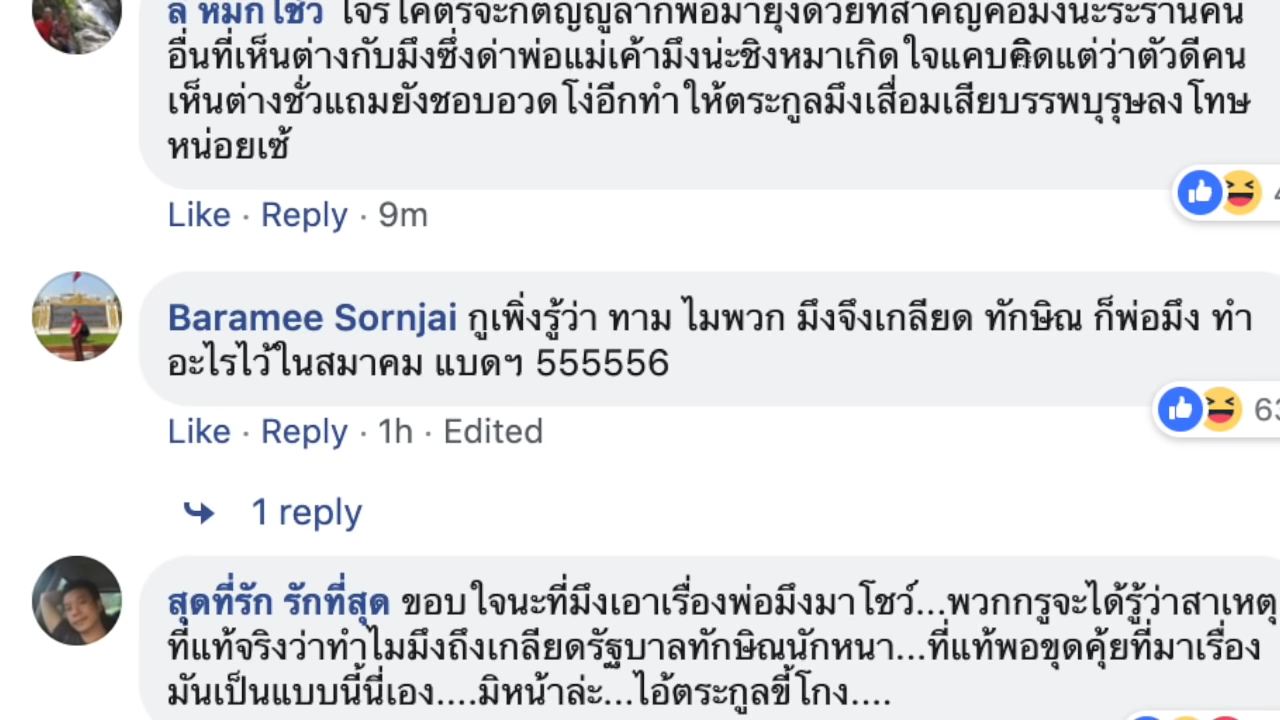 ล หมึกโชว์ โจรโคตรจะกตัญญูลากพ่อมายุ่งด้วยที่สำคัญคือมึงน่ะระรานคน
อื่นที่เห็นต่างกับมึงซึ่งด่าพ่อแม่เค้ามึงน่ะชิงหมาเกิดใจแคบคิดแต่ว่าตัวดีคน
เห็นต่างชั่วแถมยังชอบอวดโง่อีกทำให้ตระกูลมึงเสื่อมเสียบรรพบุรุษลงโทษ
หน่อยเซ้
Like · Reply · 9m
Baramee Sornjai กูเพิ่งรู้ว่า ทาม ไมพวก มึงจึงเกลียด ทักษิณ ก็พ่อมึง ทำ
อะไรไว้ในสมาคม แบดฯ 555556
63
Like · Reply · 1h · Edited
1 reply
สุดที่รัก รักที่สุด ขอบใจนะที่มึงเอาเรื่องพ่อมึงมาโชว์...พวกกรูจะได้รู้ว่าสาเหตุ
ที่แท้จริงว่าทำไมมึงถึงเกลียดรัฐบาลทักษิณนักหนา...ที่แท้พอขุดคุ้ยที่มาเรื่อง
มันเป็นแบบนี้นี่เอง....มิหน้าล่ะ...ไอ้ตระกูลขี้โกง....